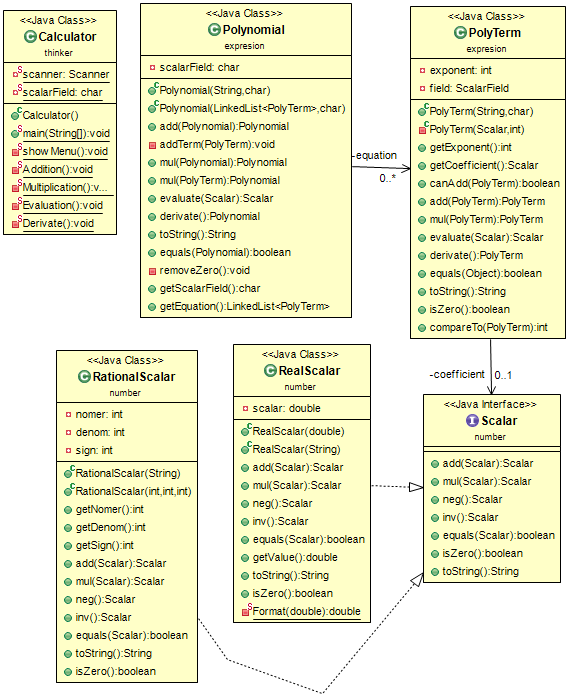 <<Java Class>>
Calculator
thinker
scanner: Scanner
scalarField: char
Calculator()
main(String[]):void
show Menu():void
Addition():void
Multiplication():v...
Evaluation():void
Derivate():void
<<Java Class>>
Polynomial
expresion
scalarField: char
Polynomial(String,char)
Polynomial(LinkedList<PolyTerm>,char)
add(Polynomial):Polynomial
addTerm(PolyTerm):void
mul(Polynomial):Polynomial
mul(PolyTerm):Polynomial
evaluate(Scalar):Scalar
derivate():Polynomial
toString():String
equals(Polynomial):boolean
removeZero():void
getScalarField():char
getEquation():LinkedList<PolyTerm>
-equation
0..*
<<Java Class>>
PolyTerm
expresion
exponent: int
field: ScalarField
PolyTerm(String,char)
PolyTerm(Scalar,int)
getExponent():int
getCoefficient():Scalar
canAdd(PolyTerm):boolean
add(PolyTerm):PolyTerm
mul(PolyTerm):PolyTerm
evaluate(Scalar):Scalar
derivate():PolyTerm
equals(Object):boolean
toString():String
isZero():boolean
compareTo(PolyTerm):int
-coefficient
0..1
<<Java Class>>
RationalScalar
number
nomer: int
denom: int
sign: int
RationalScalar(String)
RationalScalar(int,int,int)
getNomer():int
getDenom():int
getSign():int
add(Scalar):Scalar
mul(Scalar):Scalar
neg():Scalar
inv():Scalar
equals(Scalar):boolean
toString():String
isZero():boolean
<<Java Class>>
RealScalar
number
scalar: double
RealScalar(double)
RealScalar(String)
add(Scalar):Scalar
mul(Scalar):Scalar
neg():Scalar
inv():Scalar
equals(Scalar):boolean
getValue():double
toString():String
isZero():boolean
Format(double):double
<<Java Interface>>
Scalar
number
add(Scalar):Scalar
mul(Scalar):Scalar
neg():Scalar
inv():Scalar
equals(Scalar):boolean
isZero():boolean
toString():String